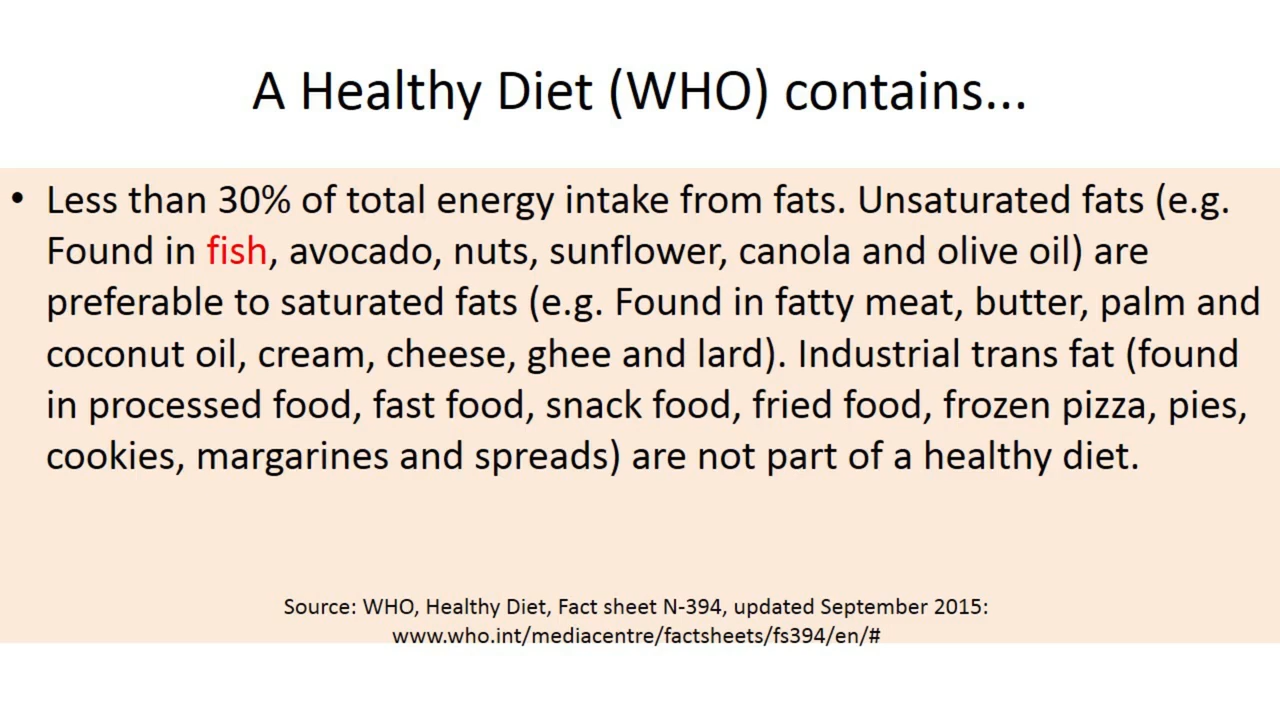 A Healthy Diet (WHO) contains...
• Less than 30% of total energy intake from fats. Unsaturated fats (e.g.
Found in fish, avocado, nuts, sunflower, canola and olive oil) are
preferable to saturated fats (e.g. Found in fatty meat, butter, palm and
coconut oil, cream, cheese, ghee and lard). Industrial trans fat (found
in processed food, fast food, snack food, fried food, frozen pizza, pies,
cookies, margarines and spreads) are not part of a healthy diet.
Source: WHO, Healthy Diet, Fact sheet N-394, updated September 2015:
www.who.int/mediacentre/factsheets/fs394/en/#